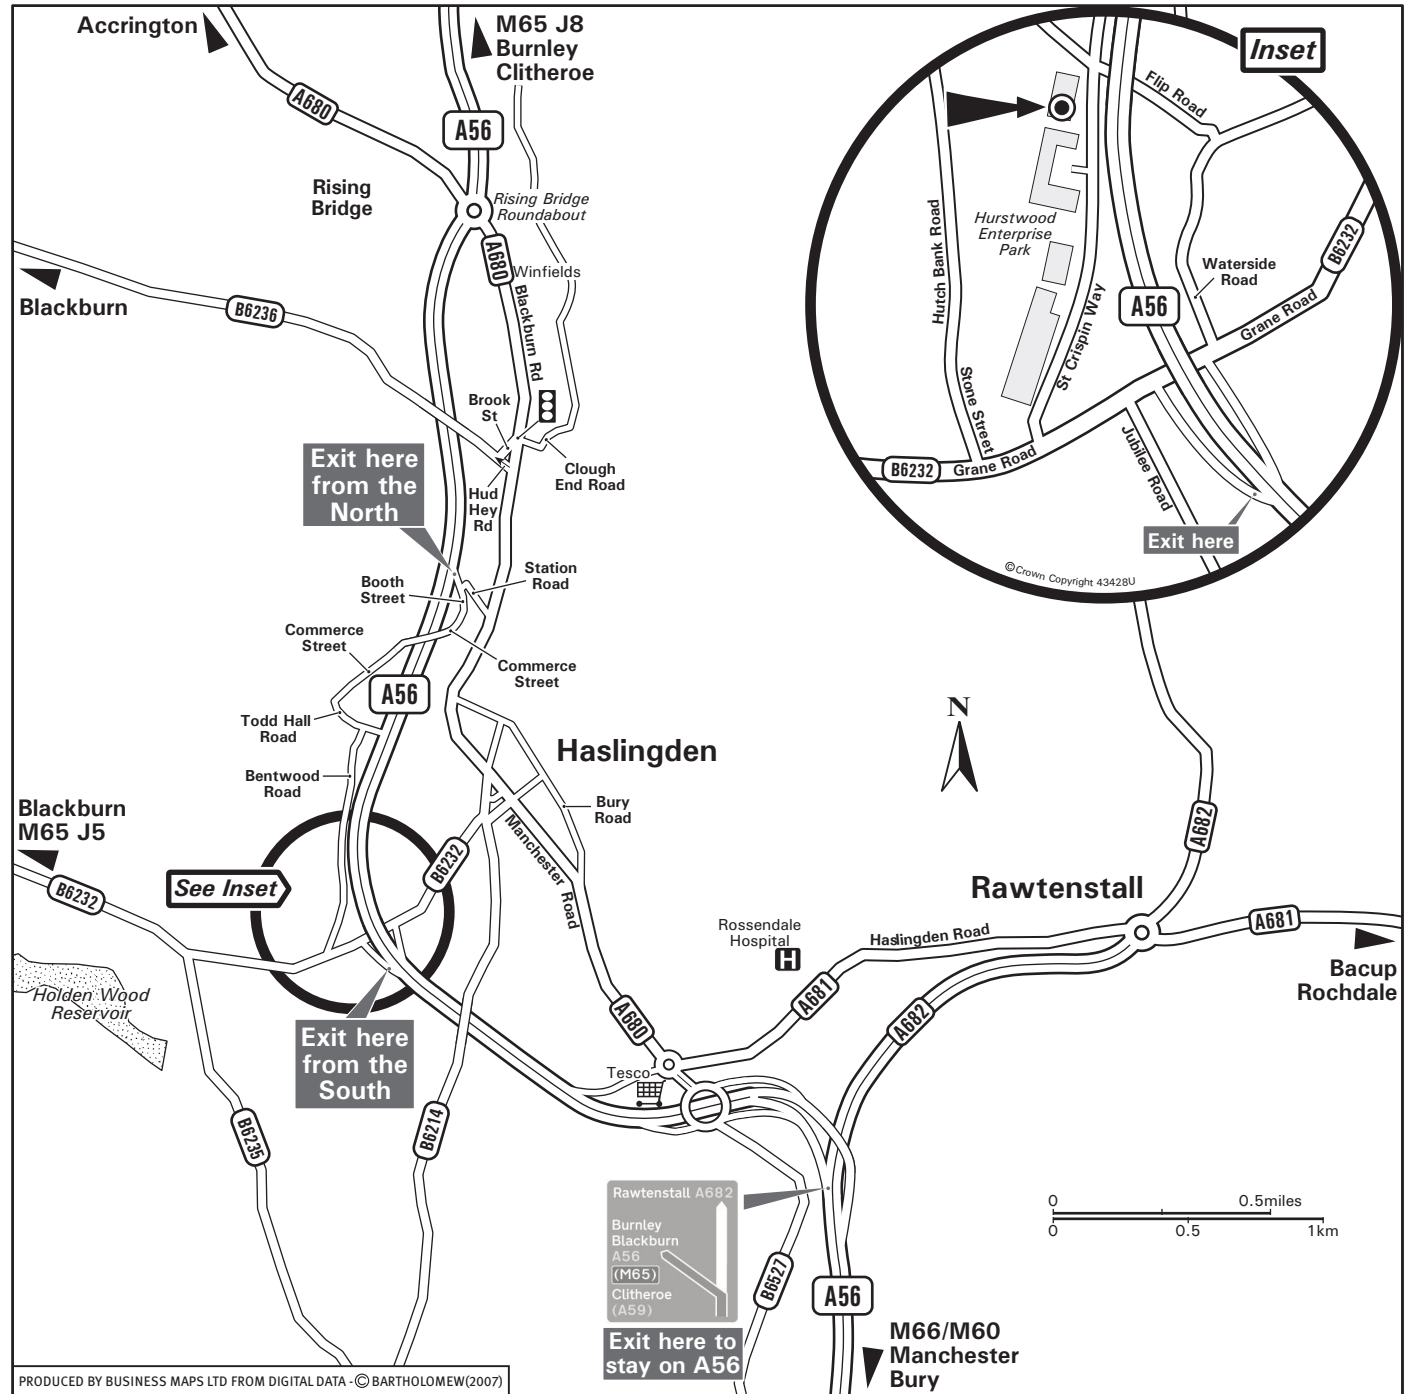 Accrington
M65 J8
Burnley
Clitheroe
Inset
A680
A56
Flip Road
Rising
Bridge
Rising Bridge
Roundabout
Hutch Bank Road
Hurstwood
Enterprise
Park
B6232
A680
Winfields
Waterside
Road
Blackburn
B6236
Blackburn Rd
St Crispin Way
A56
Grane Road
Brook
St
Stone Street
Jubilee Road
Exit here
from the
North
Hud
Hey
Rd
Clough
End Road
B6232
Grane Road
Exit here
© Crown Copyright 43428U
Station
Road
Booth
Street
Commerce
Street
Commerce
Street
A56
N
Todd Hall
Road
Haslingden
Bentwood
Road
Bury
Road
Blackburn
M65 J5
A682
Manchester Road
B6232
See Inset
B6232
Rawtenstall
Rossendale
Hospital
H
Haslingden Road
A681
Bacup
Rochdale
Holden Wood
Reservoir
A681
A680
A682
Exit here
from the
South
Tesco
B6235
B6214
Rawtenstall A682
Burnley
Blackburn
A56
(M65)
Clitheroe
(A59)
0 0.5miles
0 0.5 1km
B6527
A56
Exit here to
stay on A56
M66/M60
Manchester
Bury
PRODUCED BY BUSINESS MAPS LTD FROM DIGITAL DATA - © BARTHOLOMEW(2007)